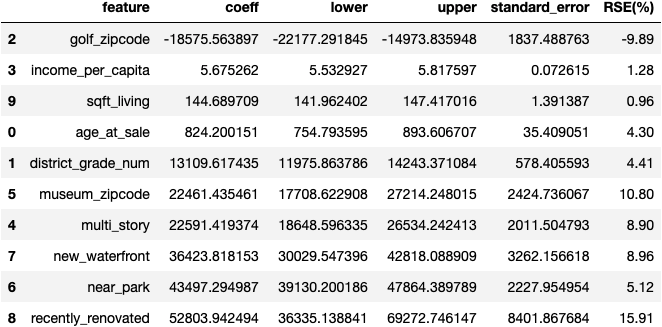 feature coeff lower upper standard_error RSE(%)
2 golf_zipcode -18575.563897 -22177.291845 -14973.835948 1837.488763 -9.89
3 income_per_capita 5.675262 5.532927 5.817597 0.072615 1.28
9 sqft_living 144.689709 141.962402 147.417016 1.391387 0.96
0 age_at_sale 824.200151 754.793595 893.606707 35.409051 4.30
1 district_grade_num 13109.617435 11975.863786 14243.371084 578.405593 4.41
5 museum_zipcode 22461.435461 17708.622908 27214.248015 2424.736067 10.80
4 multi_story 22591.419374 18648.596335 26534.242413 2011.504793 8.90
7 new_waterfront 36423.818153 30029.547396 42818.088909 3262.156618 8.96
6 near_park 43497.294987 39130.200186 47864.389789 2227.954954 5.12
8 recently_renovated 52803.942494 36335.138841 69272.746147 8401.867684 15.91